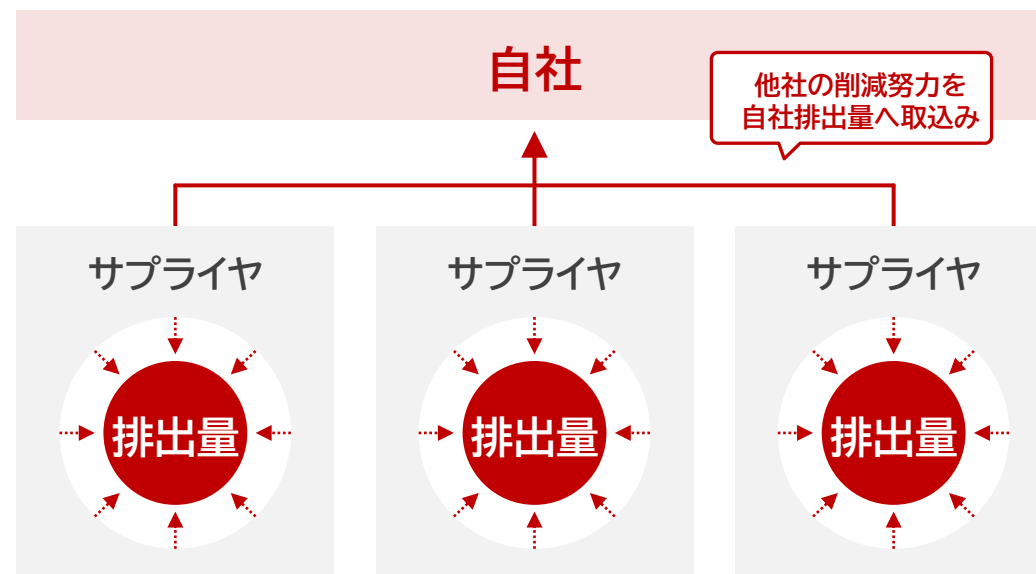 自社
他社の削減努力を
自社排出量へ取込み
サプライヤ
サプライヤ
サプライヤ
排出量
排出量
排出量